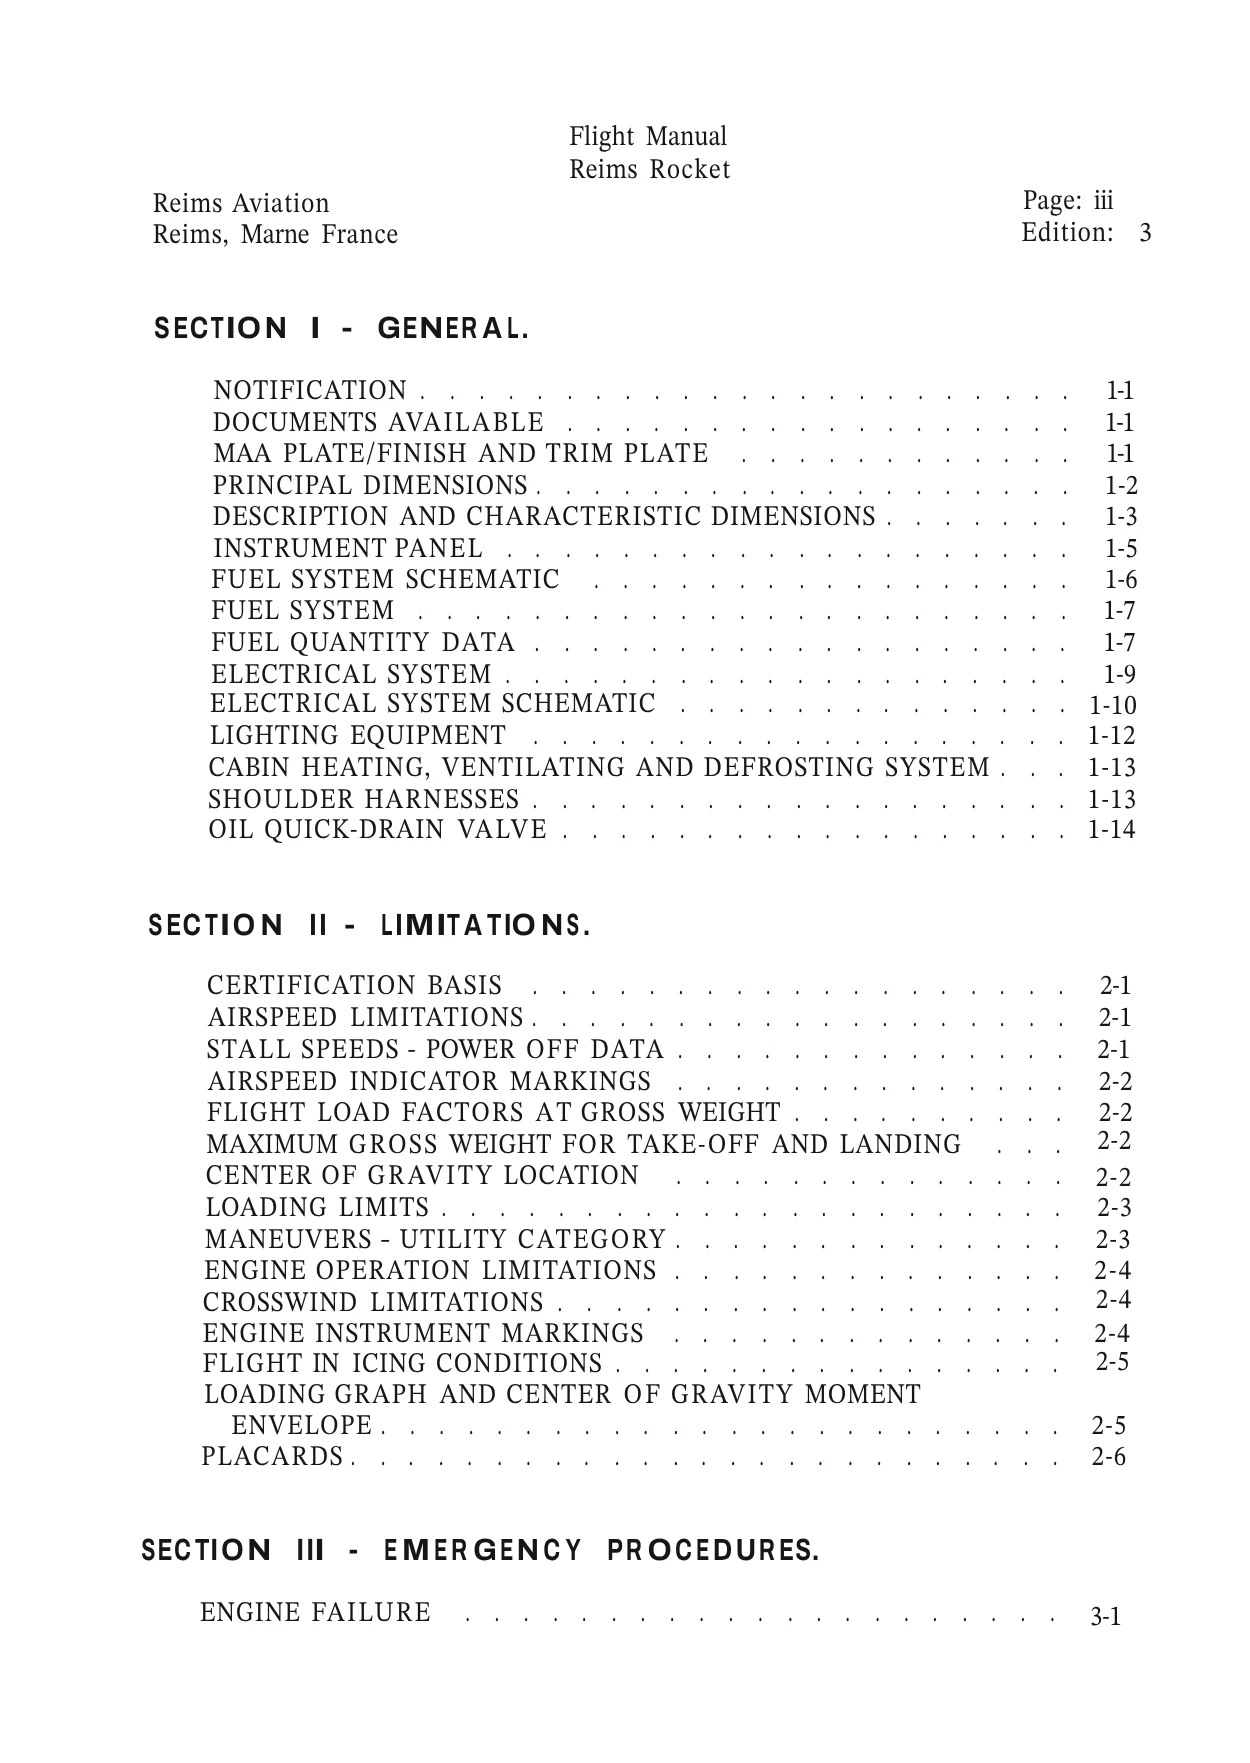 Flight Manual
Reims Rocket
Reims Aviation
Page: iii
Reims, Marne France
Edition: 3
SECTION I - GENERAL.
NOTIFICATION . . . . . . . . . . . . . . . . . . . . . . . 1-1
DOCUMENTS AVAILABLE . . . . . . . . . . . . . . . . . . 1-1
MAA PLATE/FINISH AND TRIM PLATE . . . . . . . . . . . . 1-1
PRINCIPAL DIMENSIONS . . . . . . . . . . . . . . . . . . . 1-2
DESCRIPTION AND CHARACTERISTIC DIMENSIONS . . . . . . . 1-3
INSTRUMENT PANEL . . . . . . . . . . . . . . . . . . . . 1-5
FUEL SYSTEM SCHEMATIC . . . . . . . . . . . . . . . . . 1-6
FUEL SYSTEM . . . . . . . . . . . . . . . . . . . . . . . 1-7
FUEL QUANTITY DATA . . . . . . . . . . . . . . . . . . . 1-7
ELECTRICAL SYSTEM . . . . . . . . . . . . . . . . . . . . 1-9
ELECTRICAL SYSTEM SCHEMATIC . . . . . . . . . . . . . . 1-10
LIGHTING EQUIPMENT . . . . . . . . . . . . . . . . . . . 1-12
CABIN HEATING, VENTILATING AND DEFROSTING SYSTEM . . . 1-13
SHOULDER HARNESSES . . . . . . . . . . . . . . . . . . . 1-13
OIL QUICK-DRAIN VALVE . . . . . . . . . . . . . . . . . . 1-14
SECTION II - LIMITATIONS.
CERTIFICATION BASIS . . . . . . . . . . . . . . . . . . . 2-1
AIRSPEED LIMITATIONS . . . . . . . . . . . . . . . . . . . 2-1
STALL SPEEDS - POWER OFF DATA . . . . . . . . . . . . . . 2-1
AIRSPEED INDICATOR MARKINGS . . . . . . . . . . . . . . 2-2
FLIGHT LOAD FACTORS AT GROSS WEIGHT . . . . . . . . . . 2-2
MAXIMUM GROSS WEIGHT FOR TAKE-OFF AND LANDING . . . 2-2
CENTER OF GRAVITY LOCATION . . . . . . . . . . . . . . 2-2
LOADING LIMITS . . . . . . . . . . . . . . . . . . . . . . 2-3
MANEUVERS - UTILITY CATEGORY . . . . . . . . . . . . . . 2-3
ENGINE OPERATION LIMITATIONS . . . . . . . . . . . . . . 2-4
CROSSWIND LIMITATIONS . . . . . . . . . . . . . . . . . . 2-4
ENGINE INSTRUMENT MARKINGS . . . . . . . . . . . . . . 2-4
FLIGHT IN ICING CONDITIONS . . . . . . . . . . . . . . . . 2-5
LOADING GRAPH AND CENTER OF GRAVITY MOMENT
ENVELOPE . . . . . . . . . . . . . . . . . . . . . . . . 2-5
PLACARDS . . . . . . . . . . . . . . . . . . . . . . . . . 2-6
SECTION III - EMERGENCY PROCEDURES.
ENGINE FAILURE . . . . . . . . . . . . . . . . . . . . . 3-1